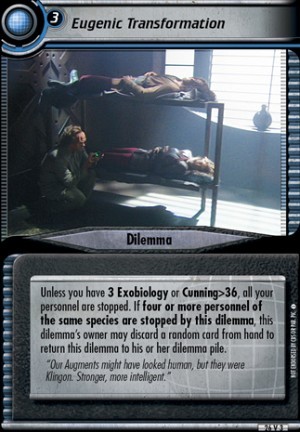 3 Eugenic Transformation
Dilemma
Unless you have 3 Exobiology or Cunning>36, all your
personnel are stopped. If four or more personnel of
the same species are stopped by this dilemma, this
dilemma's owner may discard a random card from hand to
return this dilemma to his or her dilemma pile.
"Our Augments might have looked human, but they were
Klingon. Stronger, more intelligent."
24 V 3